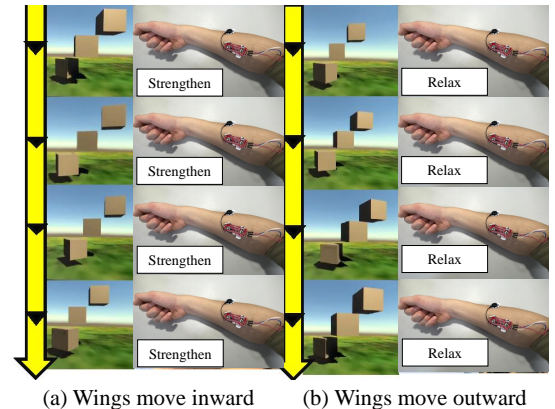 Strengthen
Relax
Strengthen
Relax
Strengthen
Relax
Strengthen
Relax
(a) Wings move inward
(b) Wings move outward